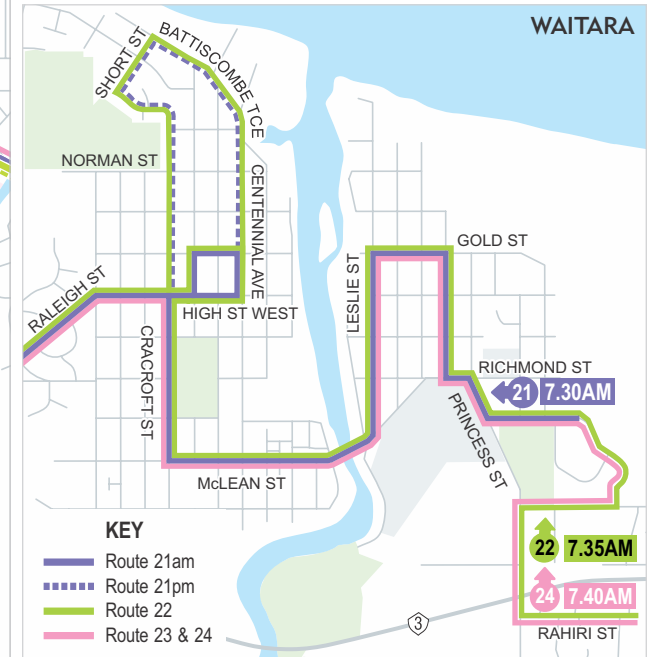 WAITARA
SHORT ST
BATTISCOMBE TCE
NORMAN ST
CENTENNIAL AVE
GOLD ST
LESLIE ST
RALEIGH ST
HIGH ST WEST
CRACROFT ST
RICHMOND ST
21 7.30AM
PRINCESS ST
McLEAN ST
KEY
Route 21am
Route 21pm
Route 22
Route 23 & 24
22 7.35AM
24 7.40AM
3
RAHIRI ST